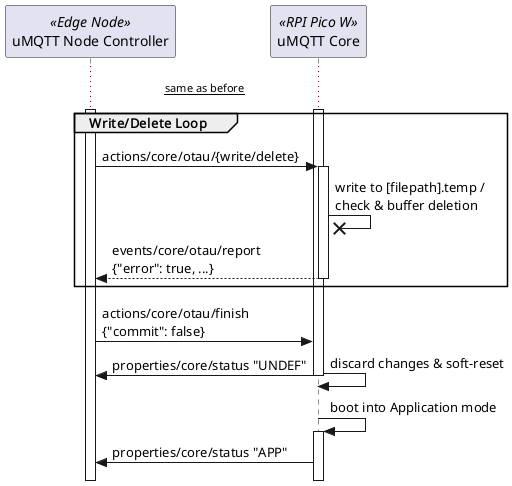 «Edge Node»
uMQTT Node Controller
«RPI Pico W»
uMQTT Core
same as before
Write/Delete Loop
actions/core/otau/{write/delete}
write to [filepath].temp /
check & buffer deletion
events/core/otau/report
{"error": true, ...}
actions/core/otau/finish
{"commit": false}
properties/core/status "UNDEF"
discard changes & soft-reset
boot into Application mode
properties/core/status "APP"